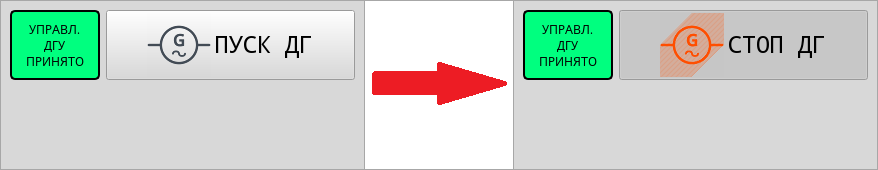 УПРАВЛ.
ДГУ
ПРИНЯТО
G
ПУСК ДГ
УПРАВЛ.
ДГУ
ПРИНЯТО
G
СТОП ДГ